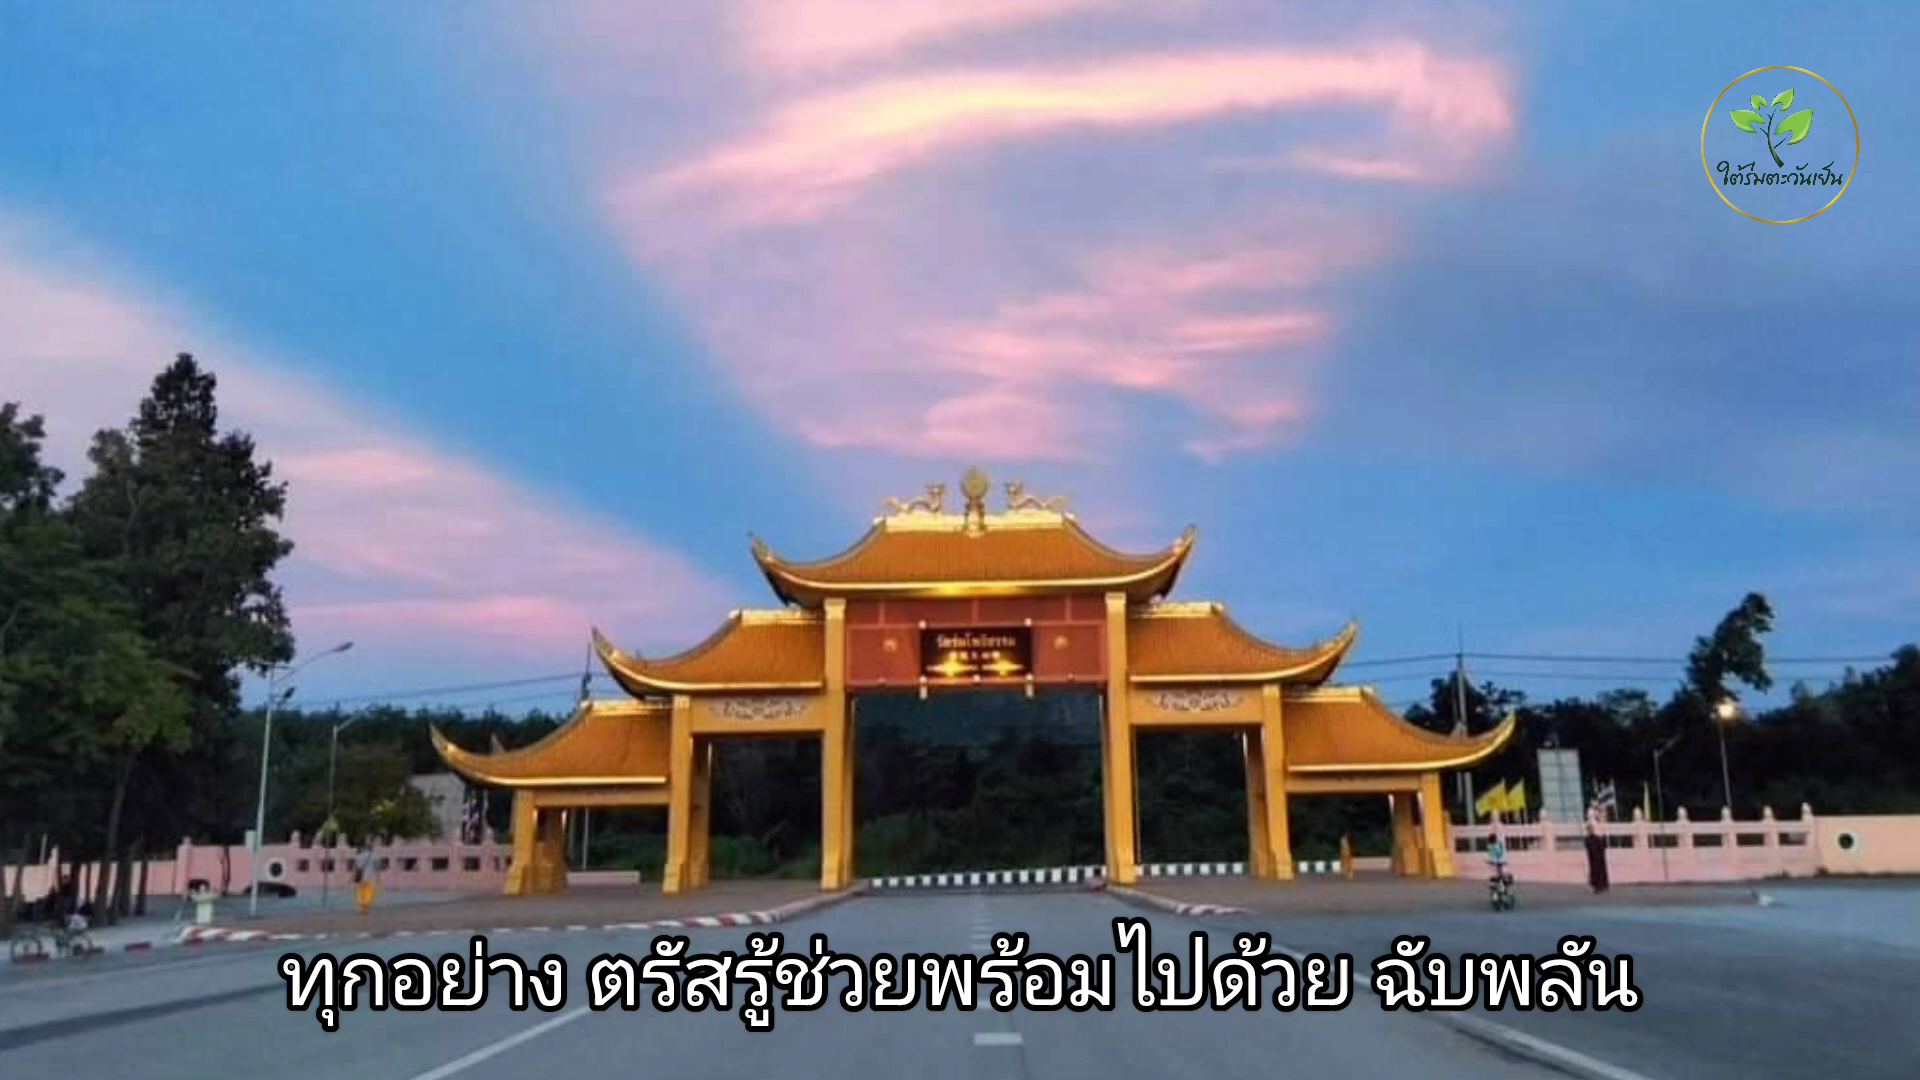 ใต้ร่มตะวันเย็น
ทุกอย่าง ตรัสรู้ช่วยพร้อมไปด้วย ฉับพลัน